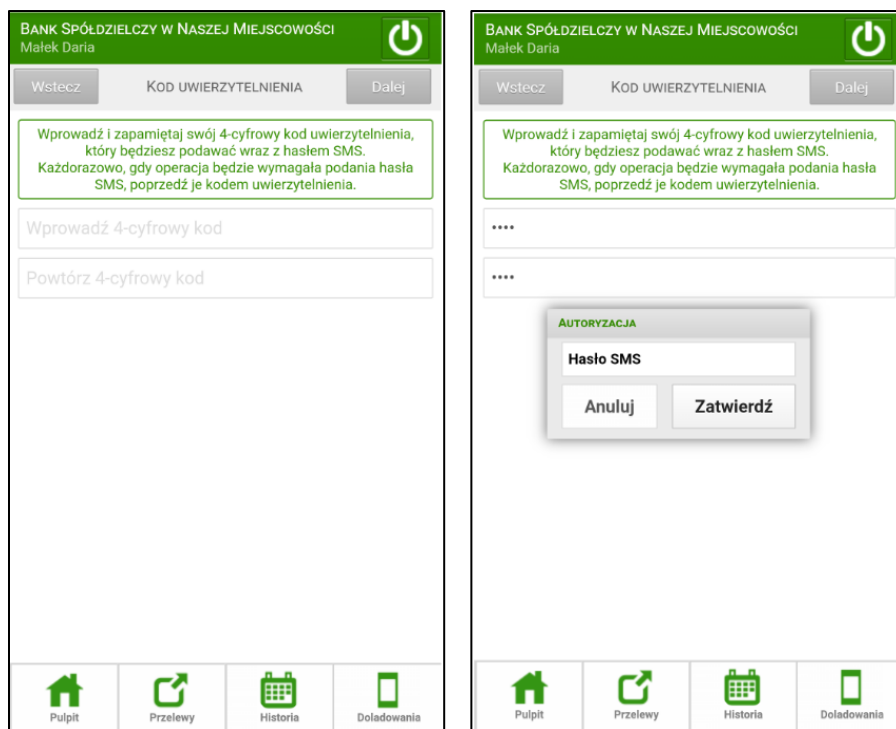 Bank Spółdzielczy w Naszej Miejscowości
Małek Daria
Wstecz
Kod uwierzytelnienia
Dalej
Wprowadź i zapamiętaj swój 4-cyfrowy kod uwierzytelnienia,
który będziesz podawać wraz z hasłem SMS.
Każdorazowo, gdy operacja będzie wymagała podania hasła
SMS, poprzedź je kodem uwierzytelnienia.
Wprowadź 4-cyfrowy kod
Powtórz 4-cyfrowy kod
Pulpit
Przelewy
Historia
Doladowania
Bank Spółdzielczy w Naszej Miejscowości
Małek Daria
Wstecz
Kod uwierzytelnienia
Dalej
Wprowadź i zapamiętaj swój 4-cyfrowy kod uwierzytelnienia,
który będziesz podawać wraz z hasłem SMS.
Każdorazowo, gdy operacja będzie wymagała podania hasła
SMS, poprzedź je kodem uwierzytelnienia.
••••
••••
Autoryzacja
Hasło SMS
Anuluj
Zatwierdź
Pulpit
Przelewy
Historia
Doladowania